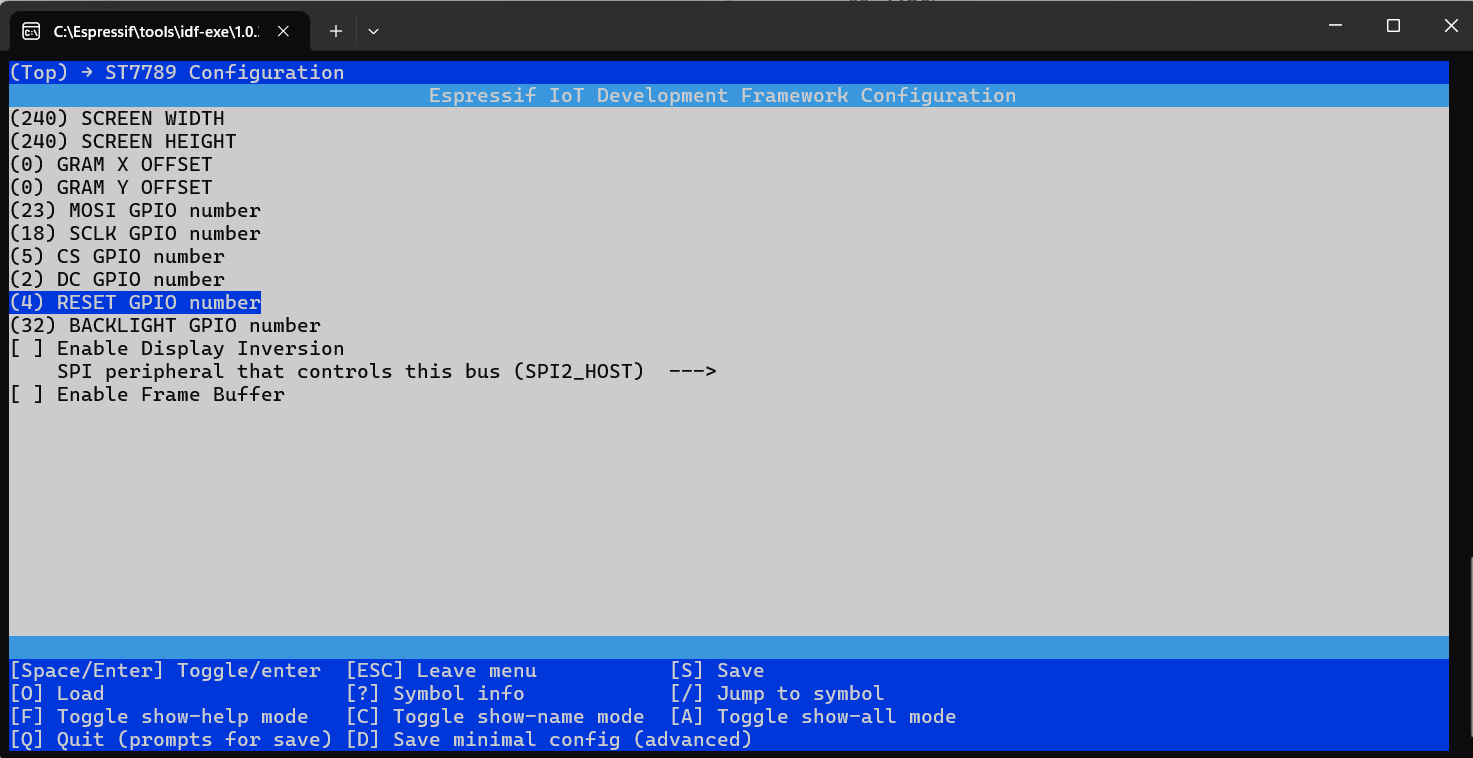 C:\Espressif\tools\idf-exe\1.0.
(Top) → ST7789 Configuration
Espressif IoT Development Framework Configuration
(240) SCREEN WIDTH
(240) SCREEN HEIGHT
(0) GRAM X OFFSET
(0) GRAM Y OFFSET
(23) MOSI GPIO number
(18) SCLK GPIO number
(5) CS GPIO number
(2) DC GPIO number
(4) RESET GPIO number
(32) BACKLIGHT GPIO number
[ ] Enable Display Inversion
SPI peripheral that controls this bus (SPI2_HOST)  --->
[ ] Enable Frame Buffer
[Space/Enter] Toggle/enter  [ESC] Leave menu  [S] Save
[O] Load  [?] Symbol info  [/] Jump to symbol
[F] Toggle show-help mode  [C] Toggle show-name mode  [A] Toggle show-all mode
[Q] Quit (prompts for save)  [D] Save minimal config (advanced)